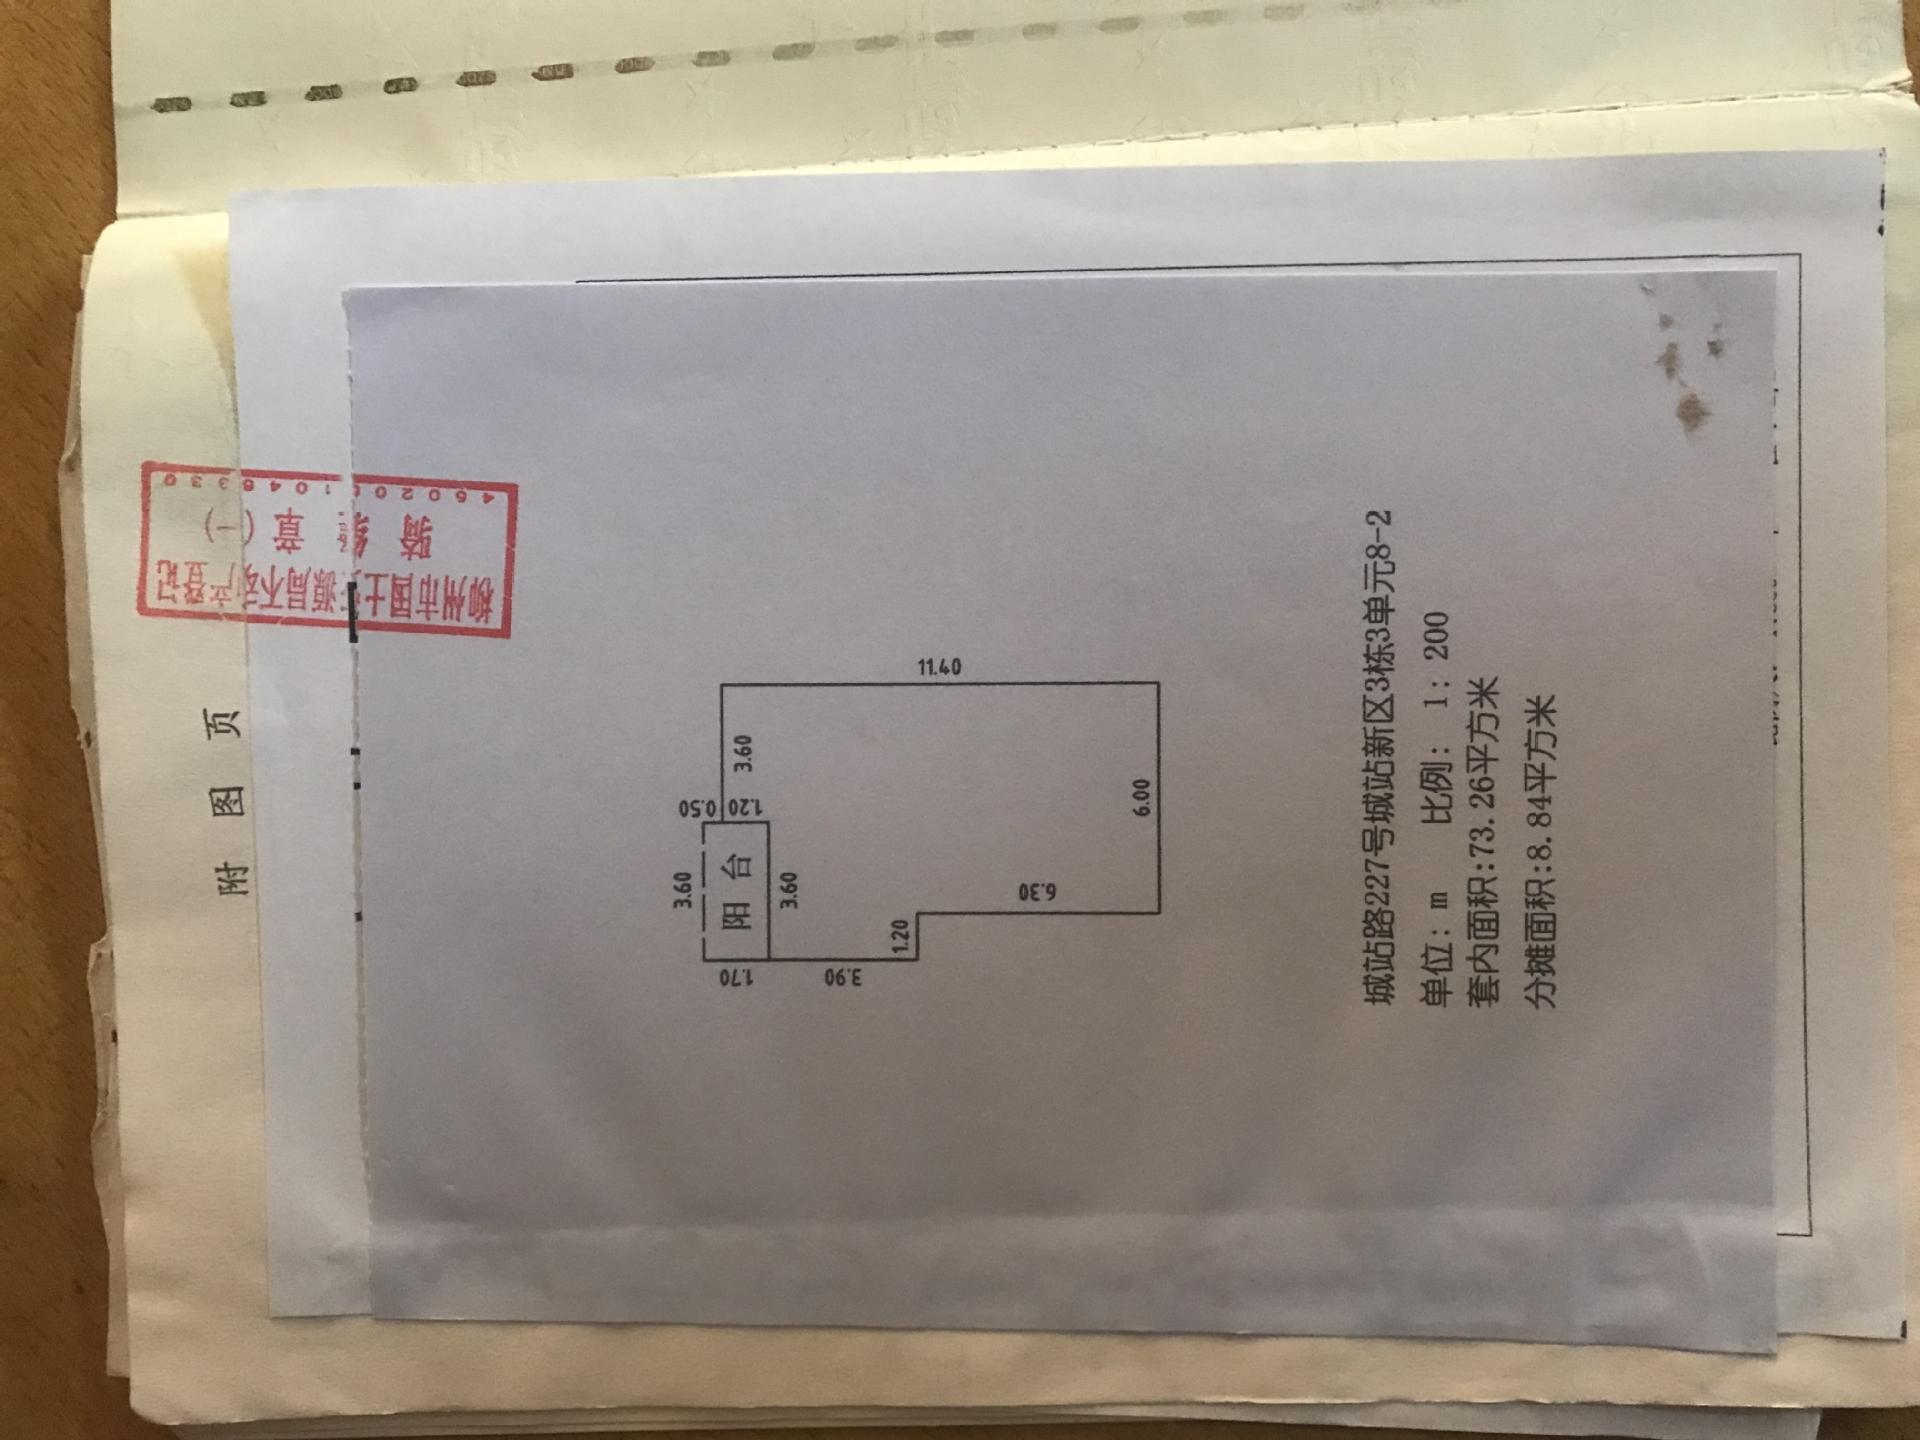 附 图 页
柳州市国土资源局不动产登记
骑 缝 章 (一)
3.60
0.50
阳 台
1.20
3.60
1.70
3.60
11.40
3.90
1.20
6.30
6.00
城站路227号城站新区3栋3单元8-2
单位: m 比例: 1: 200
套内面积:73.26平方米
分摊面积:8.84平方米